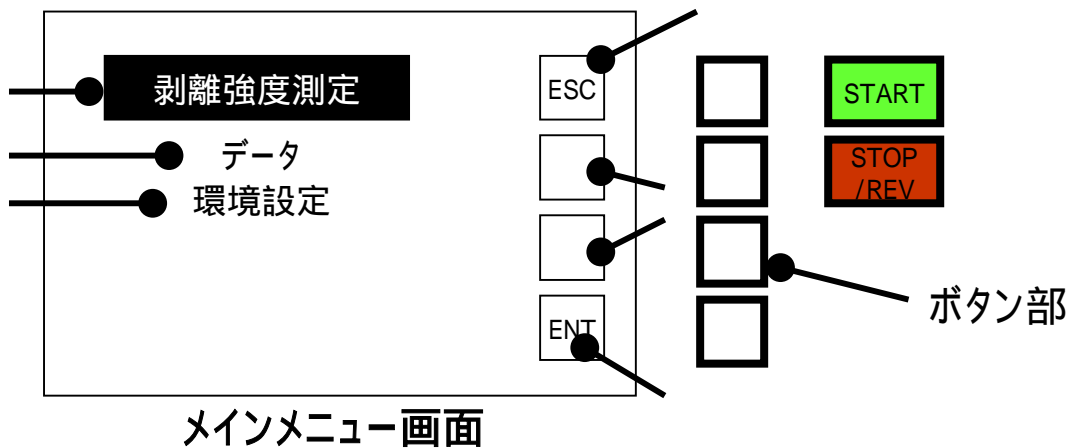 剥離強度測定
データ
環境設定
ESC
ENT
START
STOP
/REV
ボタン部
メインメニュー画面